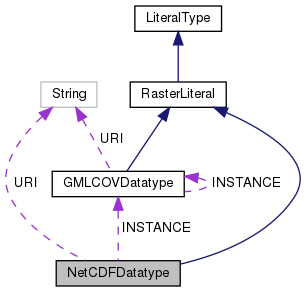 LiteralType
String
RasterLiteral
URI
GMLCOVDatatype
INSTANCE
URI
INSTANCE
NetCDFDatatype